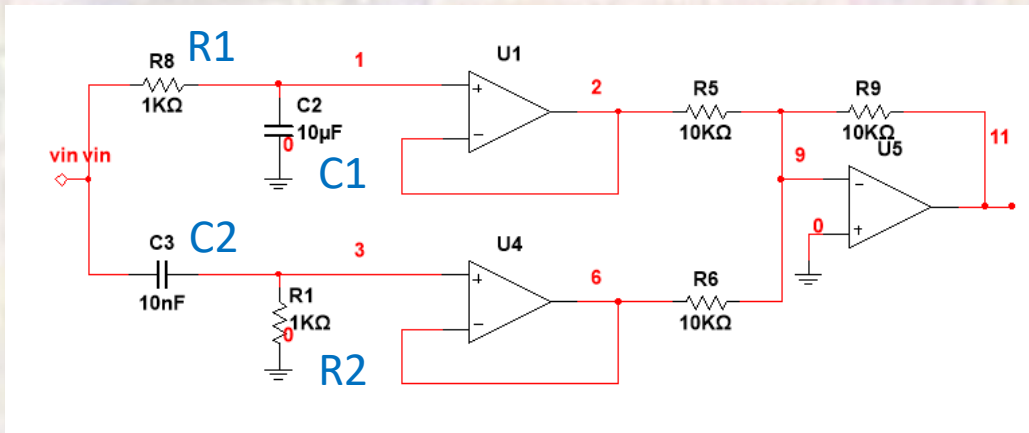 R1
R8
1KΩ
1
U1
C2
10µF
0
C1
2
R5
10KΩ
R9
10KΩ
11
U5
9
0
vin vin
C3
C2
10nF
3
R1
1KΩ
0
R2
U4
6
R6
10KΩ
+
−
+
−
−
+